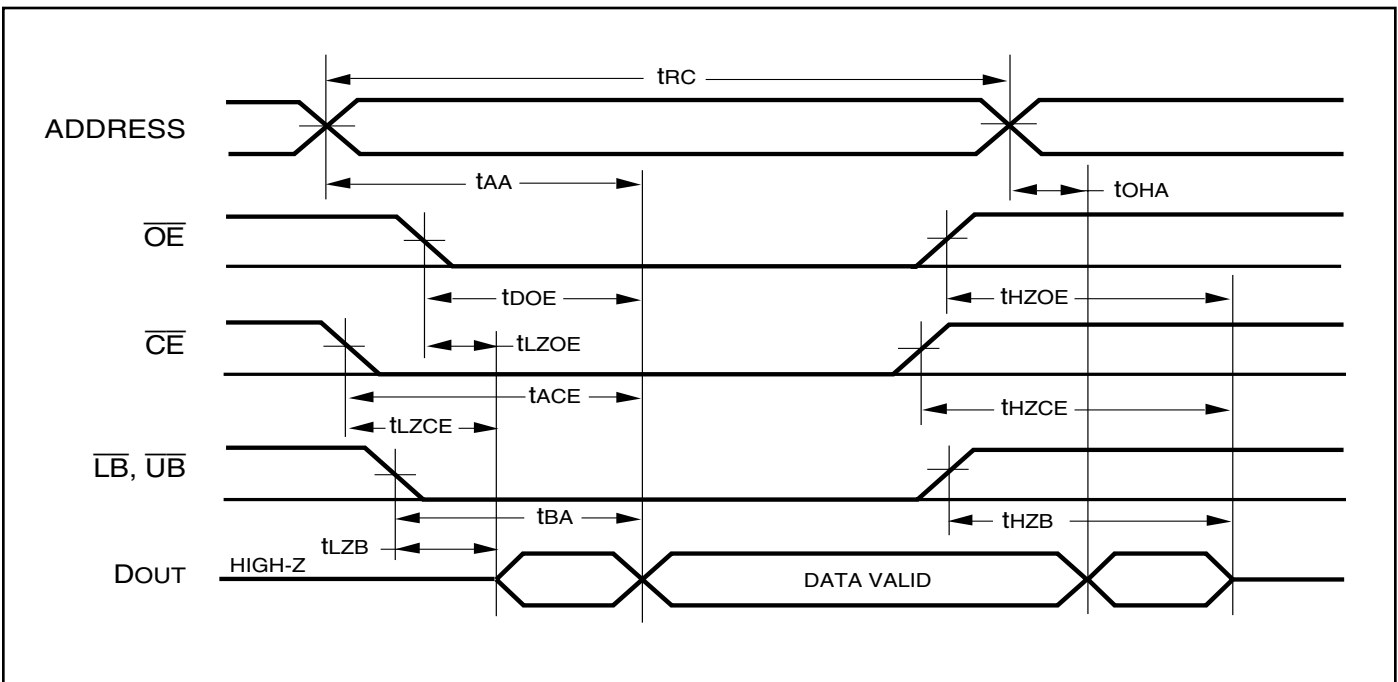 tRC
ADDRESS
tAA
tOHA
OE
tDOE
tHZOE
tLZOE
CE
tACE
tHZCE
tLZCE
LB, UB
tBA
tHZB
tLZB
DOUT
HIGH-Z
DATA VALID